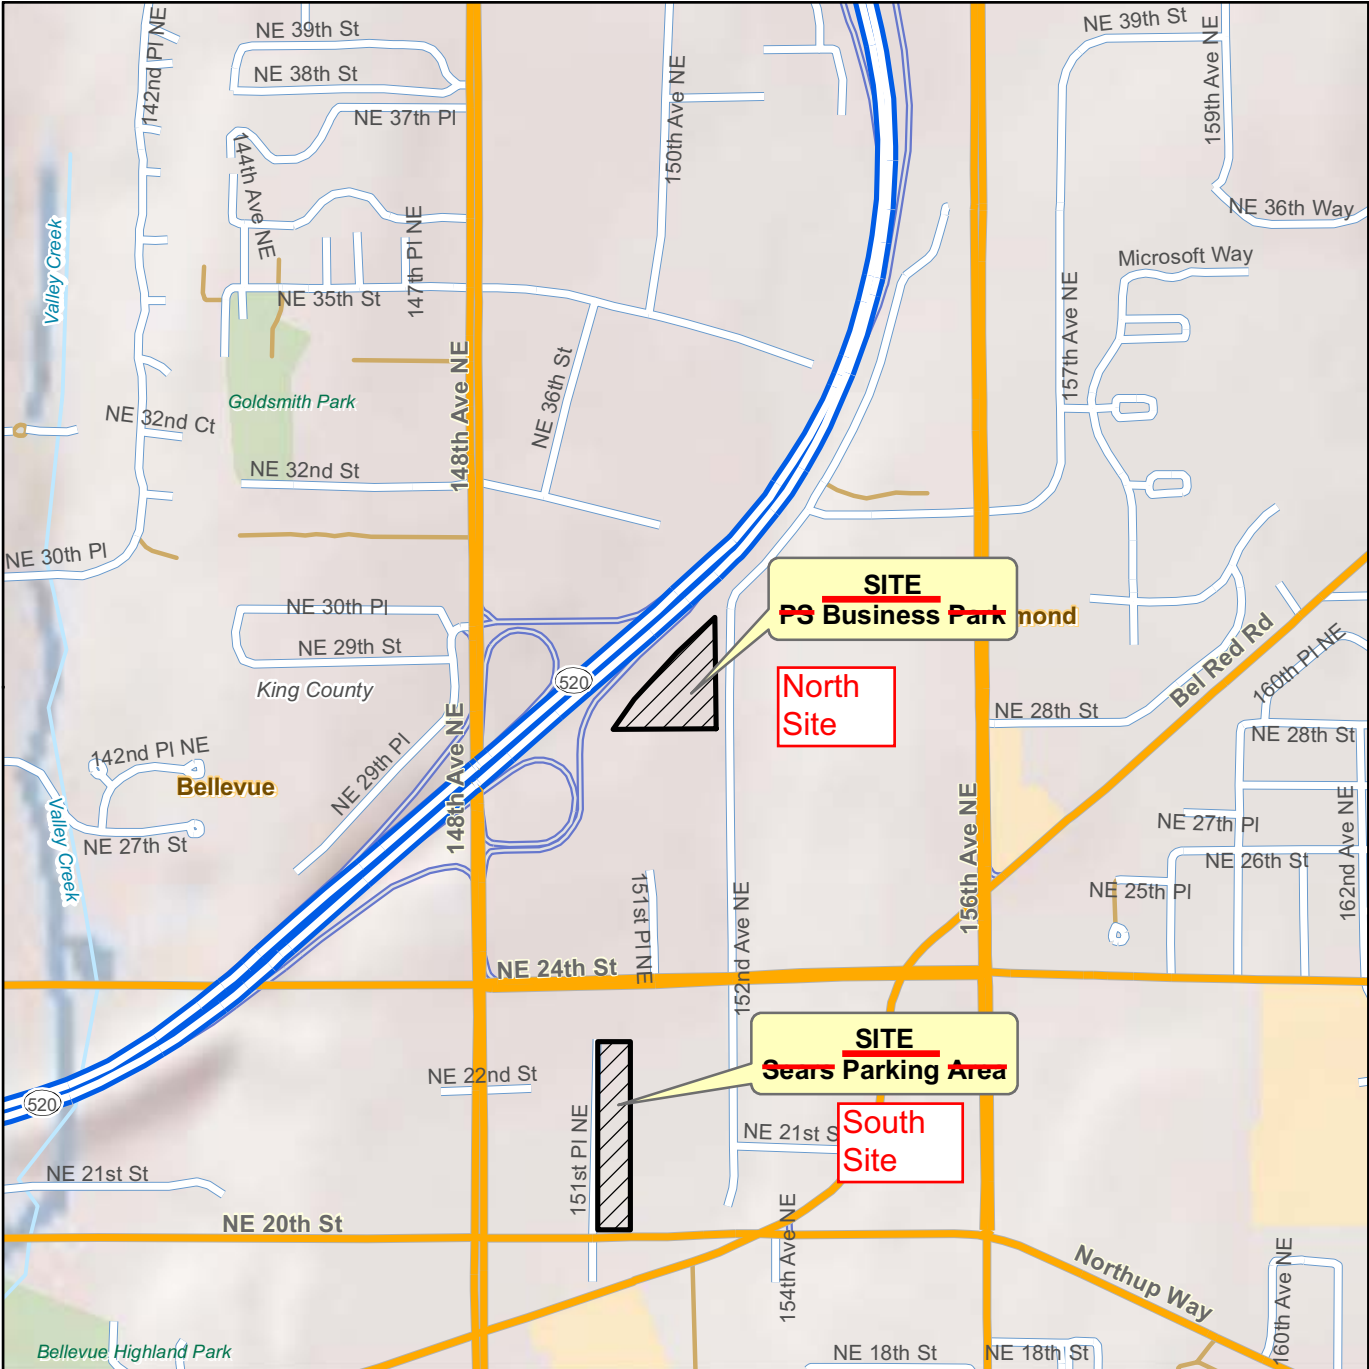 142nd Pl NE
NE 39th St
NE 38th St
NE 37th Pl
144th Ave NE
147th Pl NE
150th Ave NE
NE 39th St
159th Ave NE
NE 36th Way
Microsoft Way
157th Ave NE
Valley Creek
NE 35th St
Goldsmith Park
148th Ave NE
NE 36th St
NE 32nd Ct
NE 32nd St
NE 30th Pl
NE 30th Pl
NE 29th St
King County
520
SITE
PS Business Park
mond
North
Site
NE 28th St
Bel Red Rd
160th Pl NE
NE 28th St
142nd Pl NE
Bellevue
NE 29th Pl
148th Ave NE
156th Ave NE
NE 27th St
Valley Creek
NE 27th Pl
NE 26th St
162nd Ave NE
NE 25th Pl
151st Pl NE
152nd Ave NE
NE 24th St
SITE
Sears Parking Area
NE 22nd St
520
151st Pl NE
NE 21st S
South
Site
NE 21st St
NE 20th St
154th Ave NE
Northup Way
160th Ave NE
Bellevue Highland Park
NE 18th St
NE 18th St